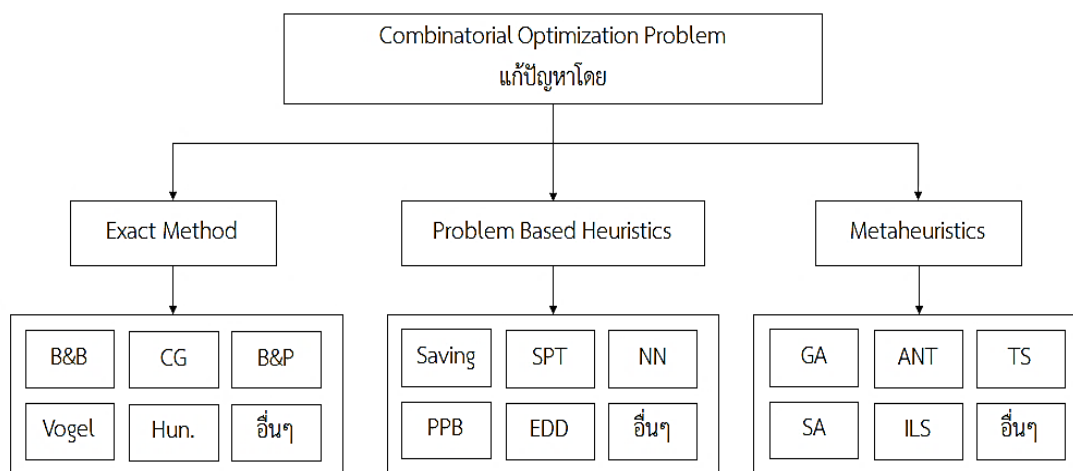 Combinatorial Optimization Problem
แก้ปัญหาโดย
Exact Method
Problem Based Heuristics
Metaheuristics
B&B
CG
B&P
Vogel
Hun.
อื่นๆ
Saving
SPT
NN
PPB
EDD
อื่นๆ
GA
ANT
TS
SA
ILS
อื่นๆ